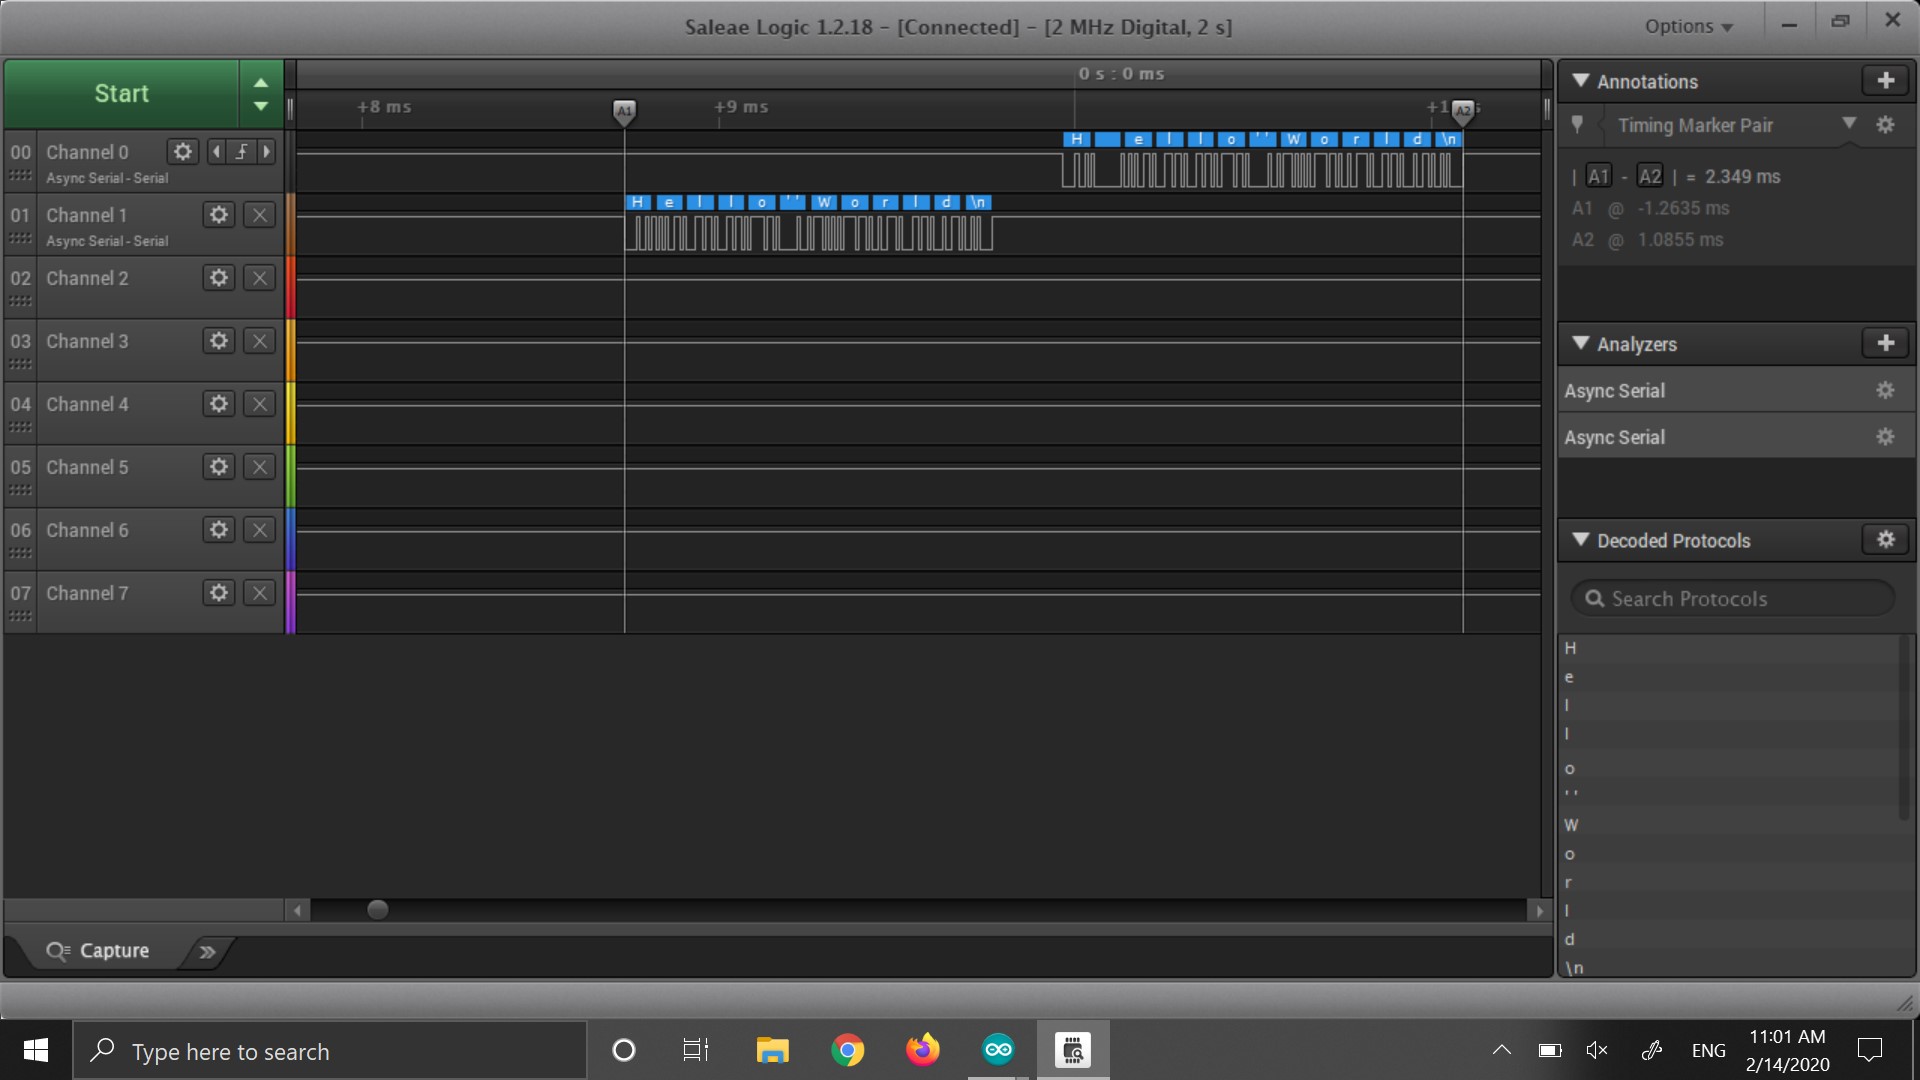 Saleae Logic 1.2.18 - [Connected] - [2 MHz Digital, 2 s]
Options
Start
0 s : 0 ms
+8 ms
A1
+9 ms
A2
00 Channel 0
Async Serial - Serial
H e l l o ' ' W o r l d \n
01 Channel 1
Async Serial - Serial
H e l l o ' ' W o r l d \n
02 Channel 2
03 Channel 3
04 Channel 4
05 Channel 5
06 Channel 6
07 Channel 7
Capture
Annotations
Timing Marker Pair
| A1 - A2 | = 2.349 ms
A1 @ -1.2635 ms
A2 @ 1.0855 ms
Analyzers
Async Serial
Async Serial
Decoded Protocols
Search Protocols
H
e
l
l
o
' '
W
o
r
l
d
\n
Type here to search
ENG
11:01 AM
2/14/2020